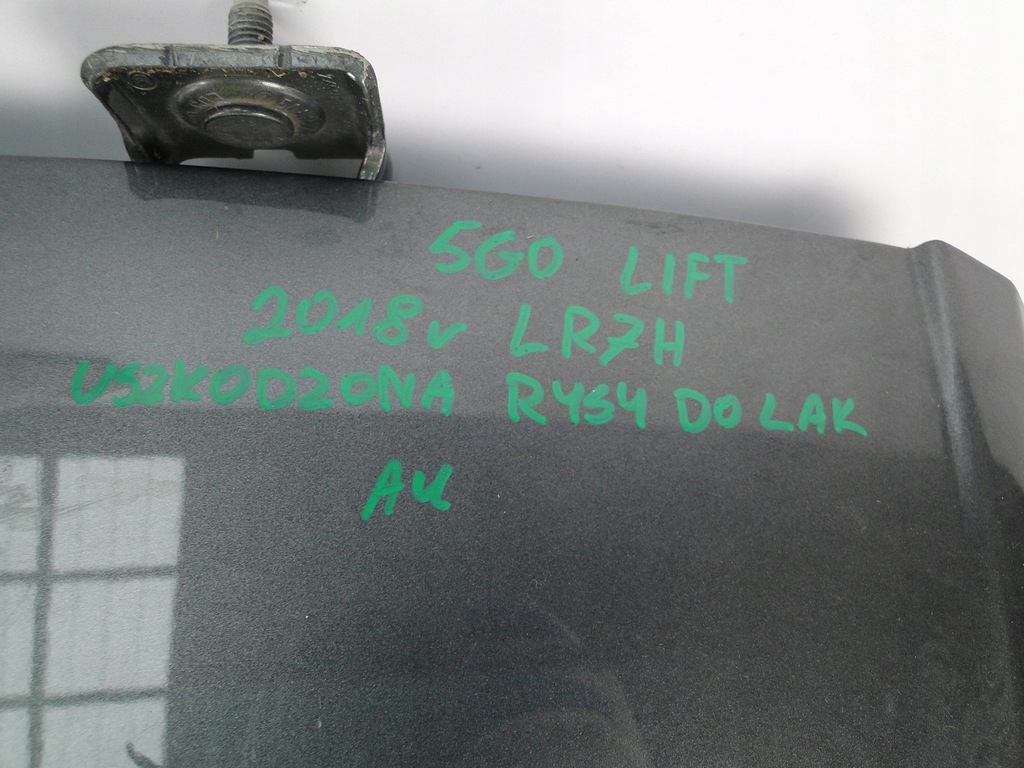 5G0 LIFT
2018r LR7H
USZKODZONA RYSY DO LAK
AU